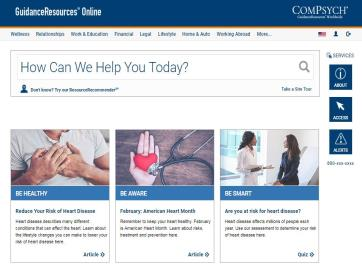 GuidanceResources® Online
COMPSYCH®
GuidanceResources® Worldwide
Wellness Relationships Work & Education Financial Legal Lifestyle Home & Auto Working Abroad More...
SERVICES
How Can We Help You Today?
Don't know? Try our ResourceRecommender℠
Take a Site Tour
ABOUT
ACCESS
ALERTS
888-xxx-xxxx
BE HEALTHY
Reduce Your Risk of Heart Disease
Heart disease describes many different
conditions that can affect the heart. Learn about
the lifestyle changes you can make to lower your
risk of heart disease here.
Article
BE AWARE
February: American Heart Month
Remember to keep your heart healthy. February
is American Heart Month. Learn about risks,
treatment and prevention here.
Article
BE SMART
Are you at risk for heart disease?
Heart disease affects millions of people each
year. Use our assessment to determine your risk
of heart disease here.
Quiz